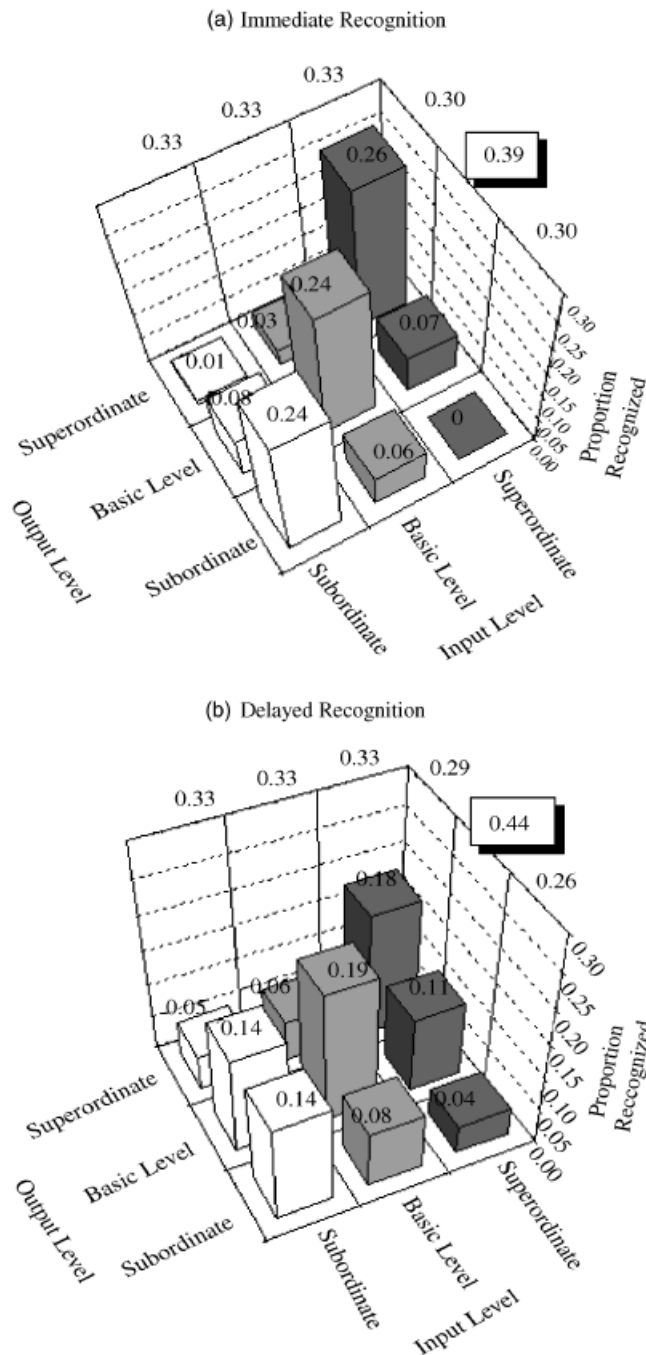 (a) Immediate Recognition
0.33
0.33
0.33
0.30
0.39
0.30
0.26
0.24
0.03
0.07
0.01
0.08
0.24
0.06
0
0.30
0.25
0.20
0.15
0.10
0.05
0.00
Proportion
Recognized
Superordinate
Basic Level
Subordinate
Output Level
Subordinate
Basic Level
Superordinate
Input Level
(b) Delayed Recognition
0.33
0.33
0.33
0.29
0.44
0.26
0.18
0.19
0.06
0.11
0.05
0.14
0.14
0.08
0.04
0.30
0.25
0.20
0.15
0.10
0.05
0.00
Proportion
Reccognized
Superordinate
Basic Level
Subordinate
Output Level
Subordinate
Basic Level
Superordinate
Input Level